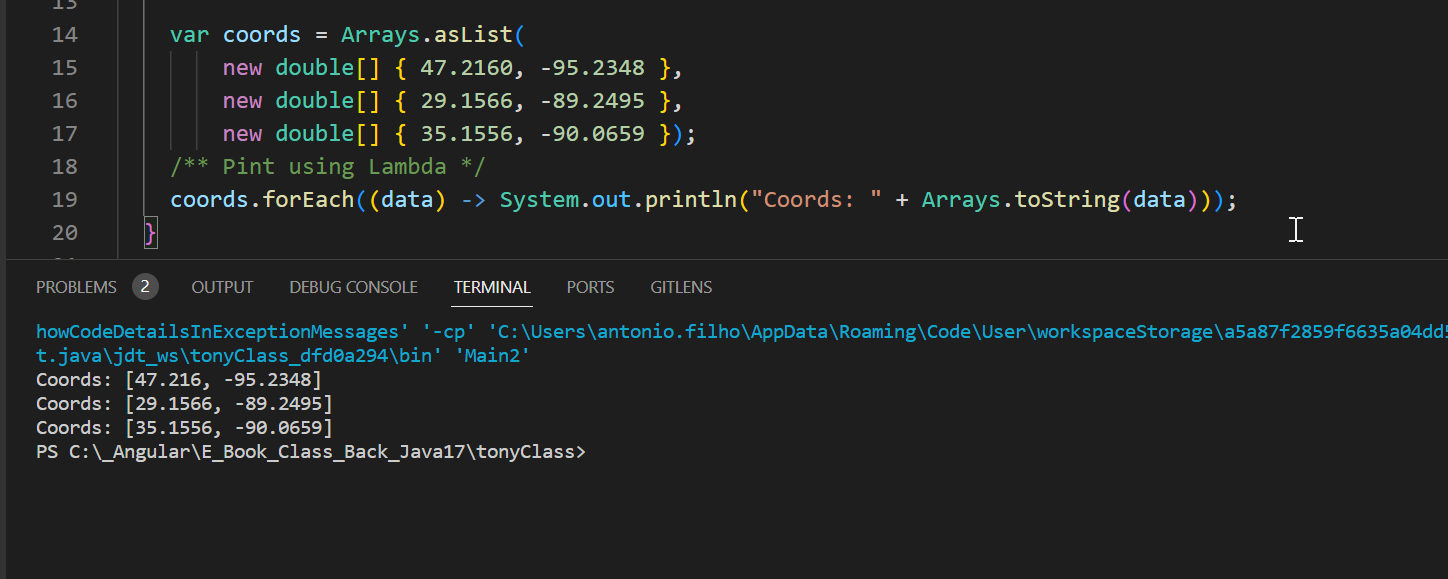 13
14 var coords = Arrays.asList(
15 new double[] { 47.2160, -95.2348 },
16 new double[] { 29.1566, -89.2495 },
17 new double[] { 35.1556, -90.0659 });
18 /** Pint using Lambda */
19 coords.forEach((data) -> System.out.println("Coords: " + Arrays.toString(data)));
20 }
PROBLEMS 2 OUTPUT DEBUG CONSOLE TERMINAL PORTS GITLENS
howCodeDetailsInExceptionMessages' '-cp' 'C:\Users\antonio.filho\AppData\Roaming\Code\User\workspaceStorage\a5a87f2859f6635a04dd5
t.java\jdt_ws\tonyClass_dfd0a294\bin' 'Main2'
Coords: [47.216, -95.2348]
Coords: [29.1566, -89.2495]
Coords: [35.1556, -90.0659]
PS C:\_Angular\E_Book_Class_Back_Java17\tonyClass>